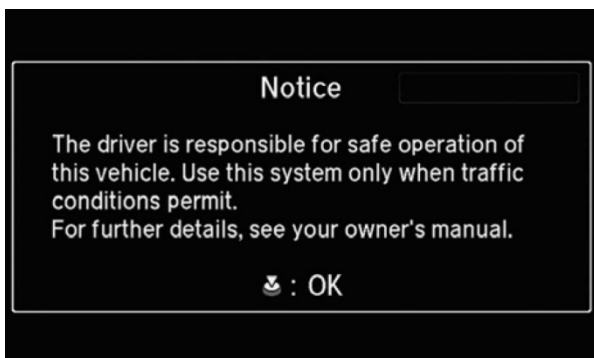 Notice
The driver is responsible for safe operation of
this vehicle. Use this system only when traffic
conditions permit.
For further details, see your owner's manual.
: OK